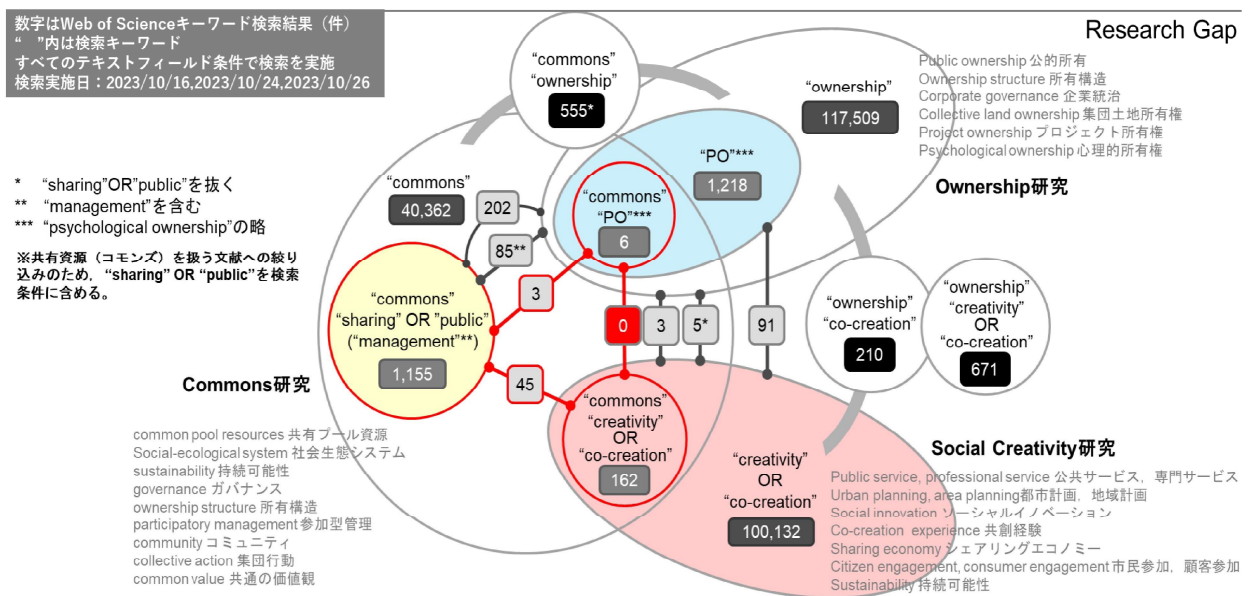 数字はWeb of Scienceキーワード検索結果（件）
“　”内は検索キーワード
すべてのテキストフィールド条件で検索を実施
検索実施日：2023/10/16,2023/10/24,2023/10/26
Research Gap
“commons”
“ownership”
555*
“ownership”
117,509
Public ownership 公的所有
Ownership structure 所有構造
Corporate governance 企業統治
Collective land ownership 集団土地所有権
Project ownership プロジェクト所有権
Psychological ownership 心理的所有権
Ownership研究
*　“sharing”OR”public”を抜く
**　“management”を含む
***　“psychological ownership”の略
※共有資源（コモンズ）を扱う文献への絞り
込みのため，“sharing” OR “public”を検索
条件に含める。
“commons”
40,362
202
85**
“PO”***
1,218
“commons”
“PO”***
6
3
0
3
5*
91
45
“commons”
“sharing” OR ”public”
(“management”**)
1,155
Commons研究
common pool resources 共有プール資源
Social-ecological system 社会生態システム
sustainability 持続可能性
governance ガバナンス
ownership structure 所有構造
participatory management 参加型管理
community コミュニティ
collective action 集団行動
common value 共通の価値観
“commons”
“creativity”
OR
“co-creation”
162
“creativity”
OR
“co-creation”
100,132
“ownership”
“co-creation”
210
“ownership”
“creativity”
OR
“co-creation”
671
Social Creativity研究
Public service, professional service 公共サービス，専門サービス
Urban planning, area planning都市計画，地域計画
Social innovation ソーシャルイノベーション
Co-creation experience 共創経験
Sharing economy シェアリングエコノミー
Citizen engagement, consumer engagement 市民参加，顧客参加
Sustainability 持続可能性